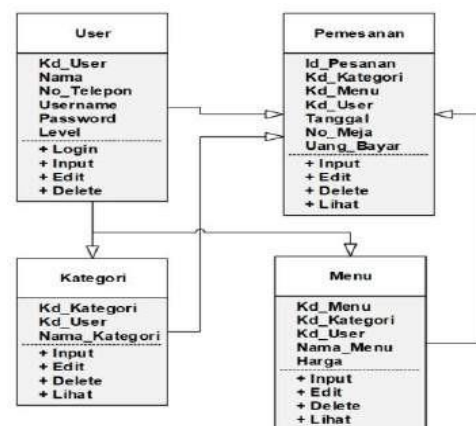 User
Kd_User
Nama
No_Telepon
Username
Password
Level
+ Login
+ Input
+ Edit
+ Delete
Pemesanan
Id_Pesanan
Kd_Kategori
Kd_Menu
Kd_User
Tanggal
No_Meja
Uang_Bayar
+ Input
+ Edit
+ Delete
+ Lihat
Kategori
Kd_Kategori
Kd_User
Nama_Kategori
+ Input
+ Edit
+ Delete
+ Lihat
Menu
Kd_Menu
Kd_Kategori
Kd_User
Nama_Menu
Harga
+ Input
+ Edit
+ Delete
+ Lihat